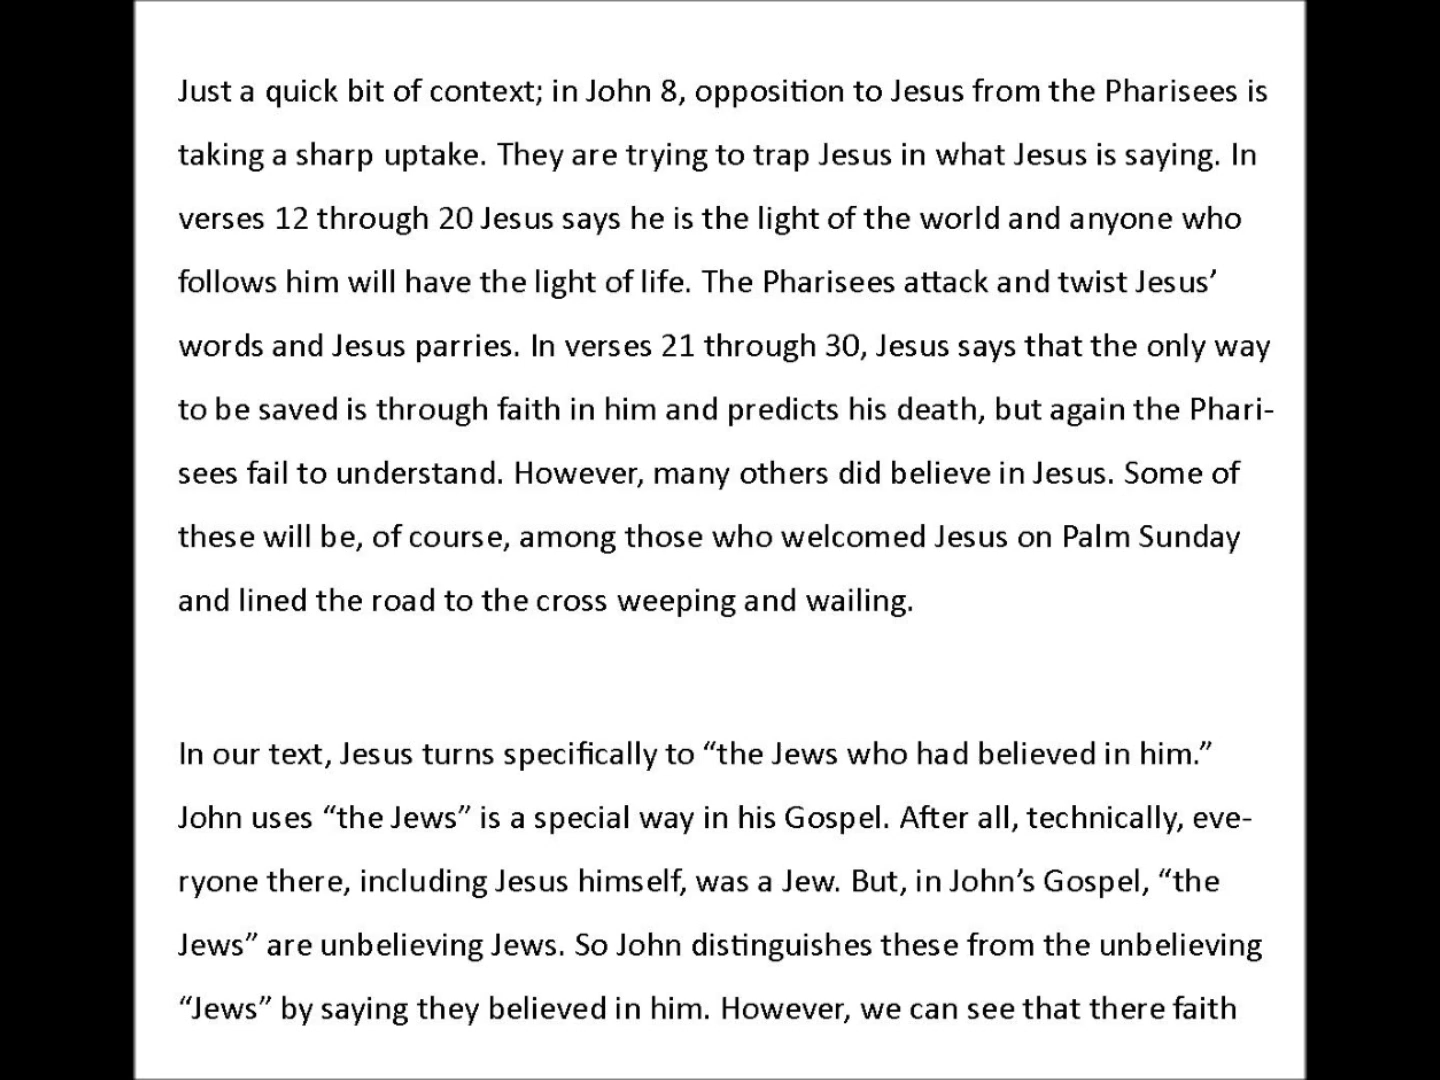 Just a quick bit of context; in John 8, opposition to Jesus from the Pharisees is
taking a sharp uptake. They are trying to trap Jesus in what Jesus is saying. In
verses 12 through 20 Jesus says he is the light of the world and anyone who
follows him will have the light of life. The Pharisees attack and twist Jesus’
words and Jesus parries. In verses 21 through 30, Jesus says that the only way
to be saved is through faith in him and predicts his death, but again the Phari-
sees fail to understand. However, many others did believe in Jesus. Some of
these will be, of course, among those who welcomed Jesus on Palm Sunday
and lined the road to the cross weeping and wailing.
In our text, Jesus turns specifically to “the Jews who had believed in him.”
John uses “the Jews” is a special way in his Gospel. After all, technically, eve-
ryone there, including Jesus himself, was a Jew. But, in John’s Gospel, “the
Jews” are unbelieving Jews. So John distinguishes these from the unbelieving
“Jews” by saying they believed in him. However, we can see that there faith